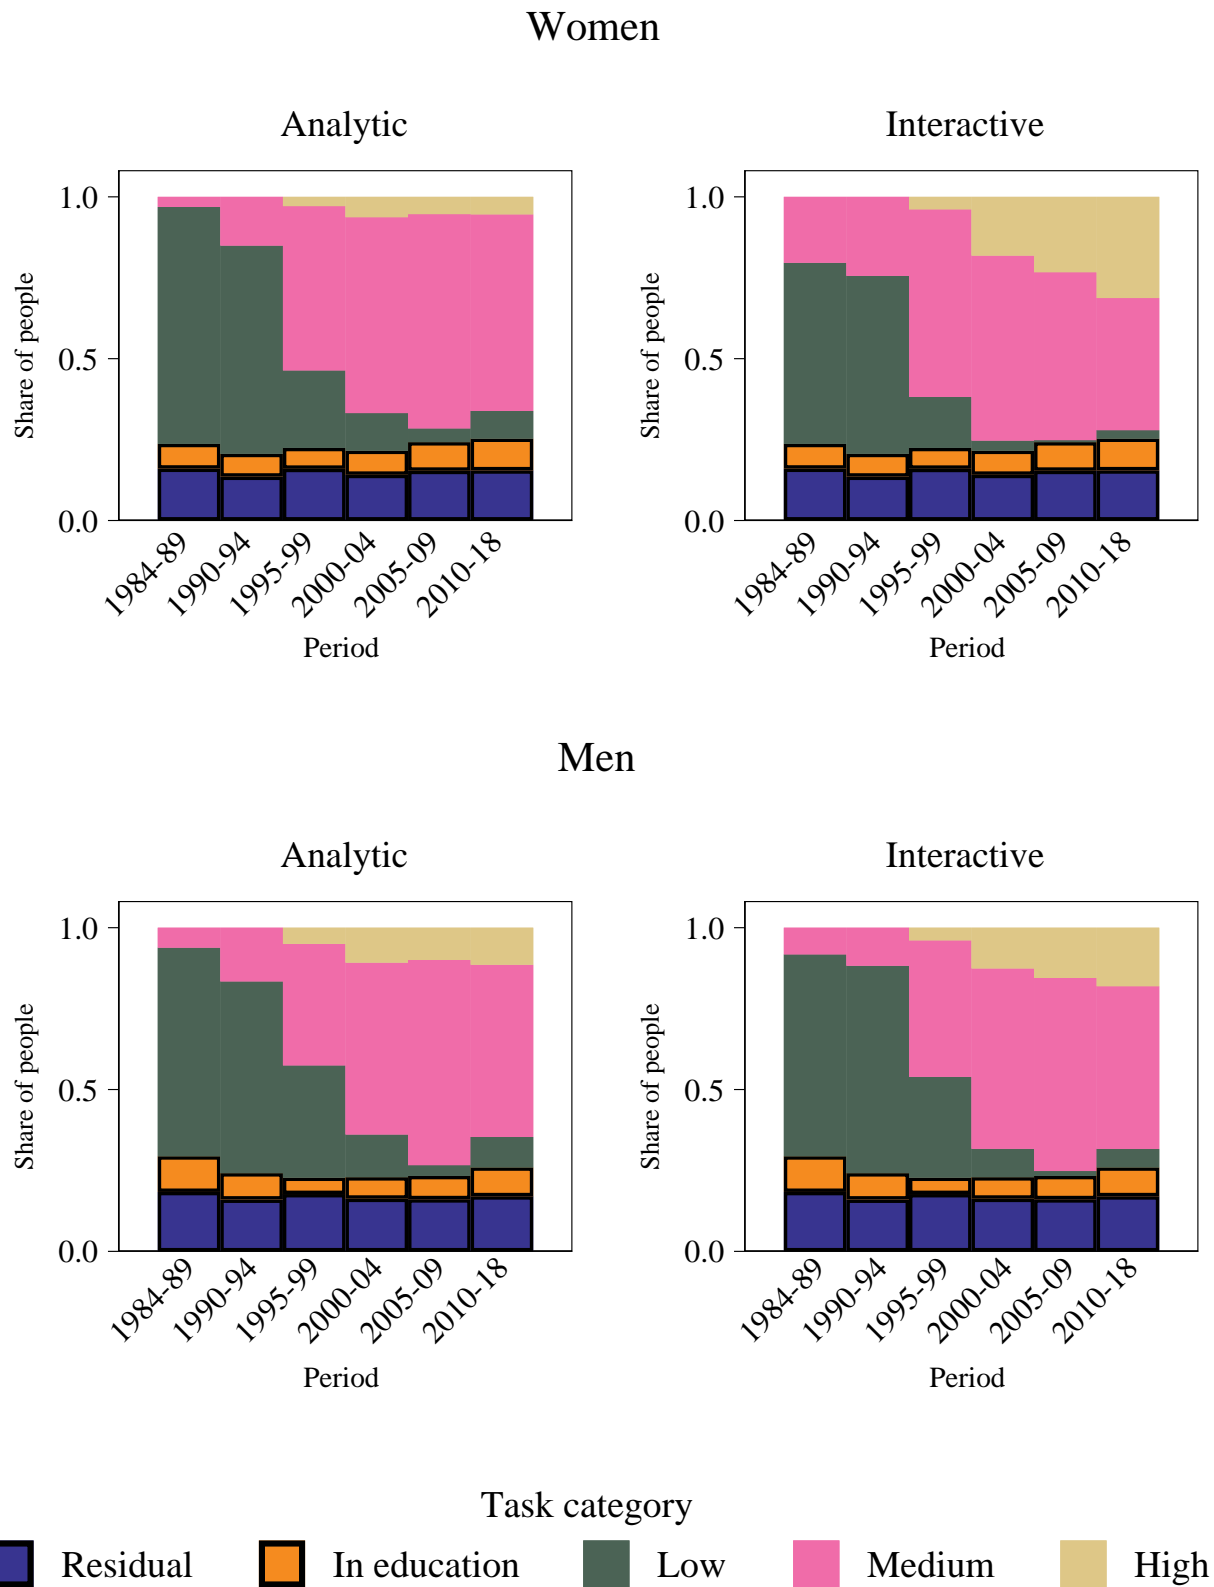 Women
Analytic
Interactive
Share of people
1.0
0.5
0.0
1984-89
1990-94
1995-99
2000-04
2005-09
2010-18
Period
Share of people
1.0
0.5
0.0
1984-89
1990-94
1995-99
2000-04
2005-09
2010-18
Period
Men
Analytic
Interactive
Share of people
1.0
0.5
0.0
1984-89
1990-94
1995-99
2000-04
2005-09
2010-18
Period
Share of people
1.0
0.5
0.0
1984-89
1990-94
1995-99
2000-04
2005-09
2010-18
Period
Task category
Residual In education Low Medium High